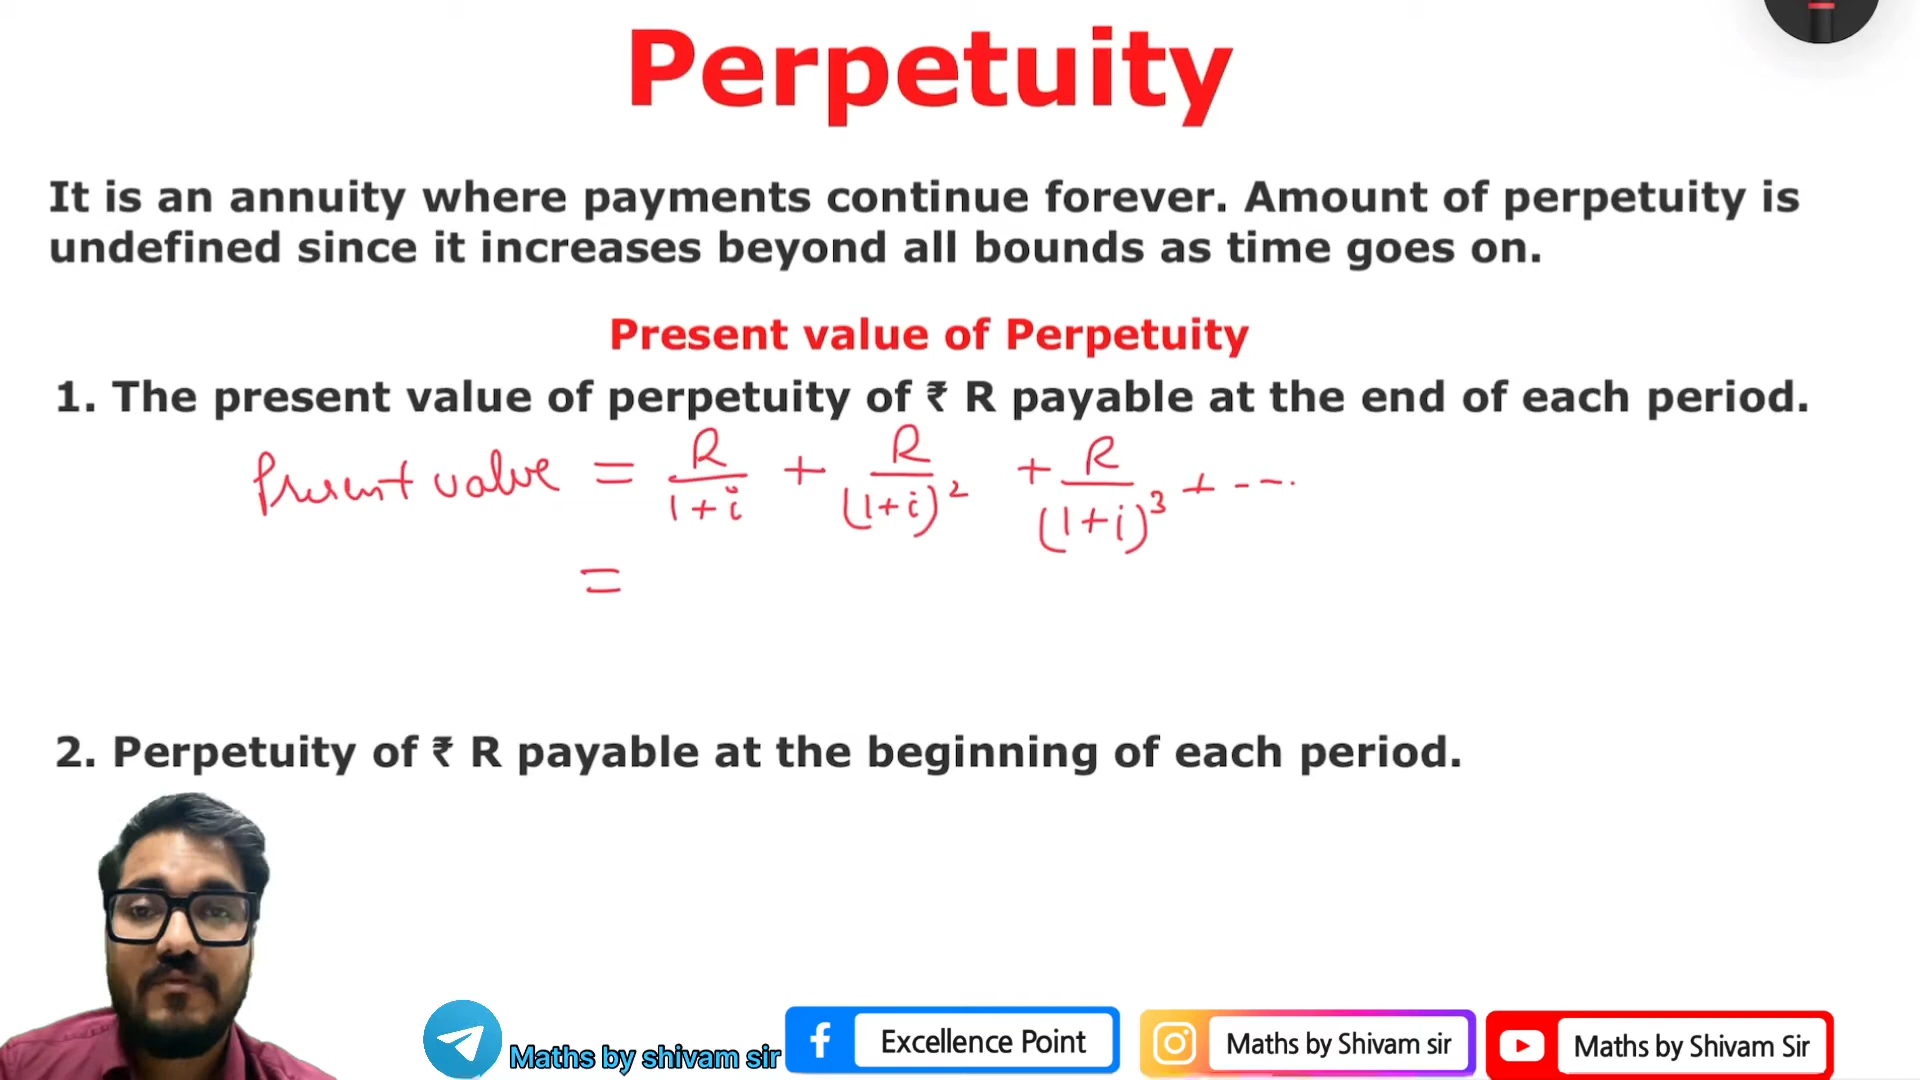 Perpetuity
It is an annuity where payments continue forever. Amount of perpetuity is
undefined since it increases beyond all bounds as time goes on.
Present value of Perpetuity
1. The present value of perpetuity of ₹ R payable at the end of each period.
Present value = R/(1+i) + R/(1+i)² + R/(1+i)³ + ---.
=
2. Perpetuity of ₹ R payable at the beginning of each period.
Maths by shivam sir
Excellence Point
Maths by Shivam sir
Maths by Shivam Sir